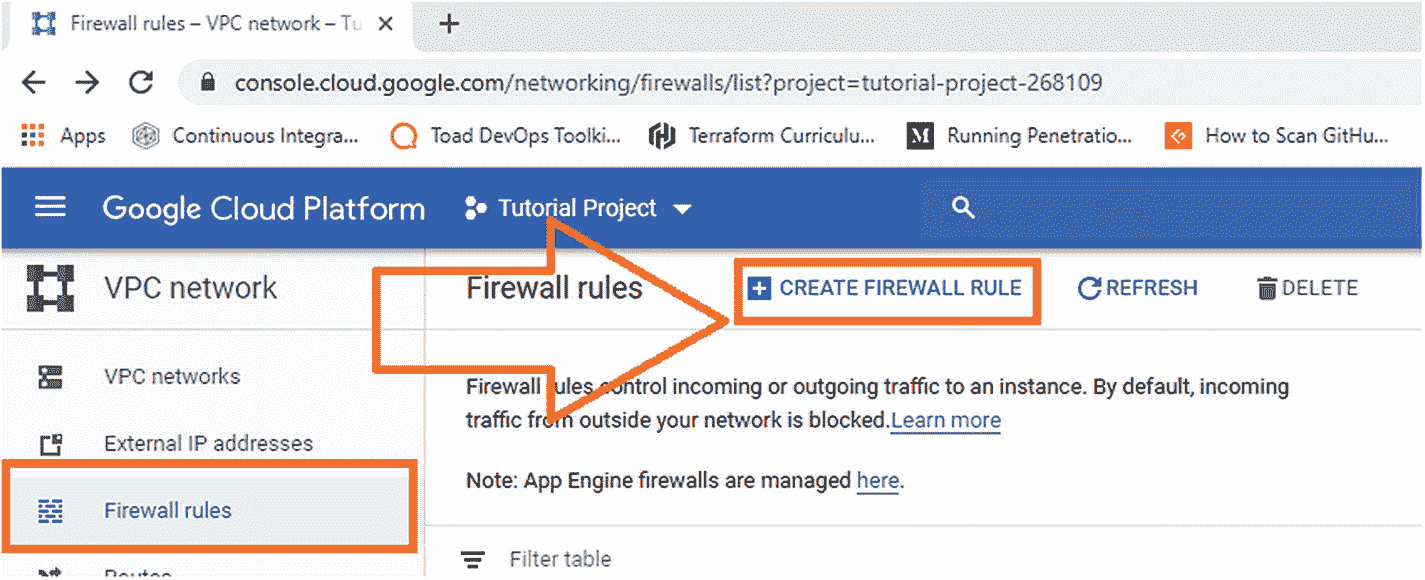 Firewall rules – VPC network – Tu
console.cloud.google.com/networking/firewalls/list?project=tutorial-project-268109
Apps Continuous Integra... Toad DevOps Toolki... Terraform Curriculu... M Running Penetratio... How to Scan GitHu...
Google Cloud Platform Tutorial Project
VPC network
Firewall rules CREATE FIREWALL RULE REFRESH DELETE
VPC networks
External IP addresses
Firewall rules
Routes
Firewall rules control incoming or outgoing traffic to an instance. By default, incoming
traffic from outside your network is blocked.Learn more
Note: App Engine firewalls are managed here.
Filter table